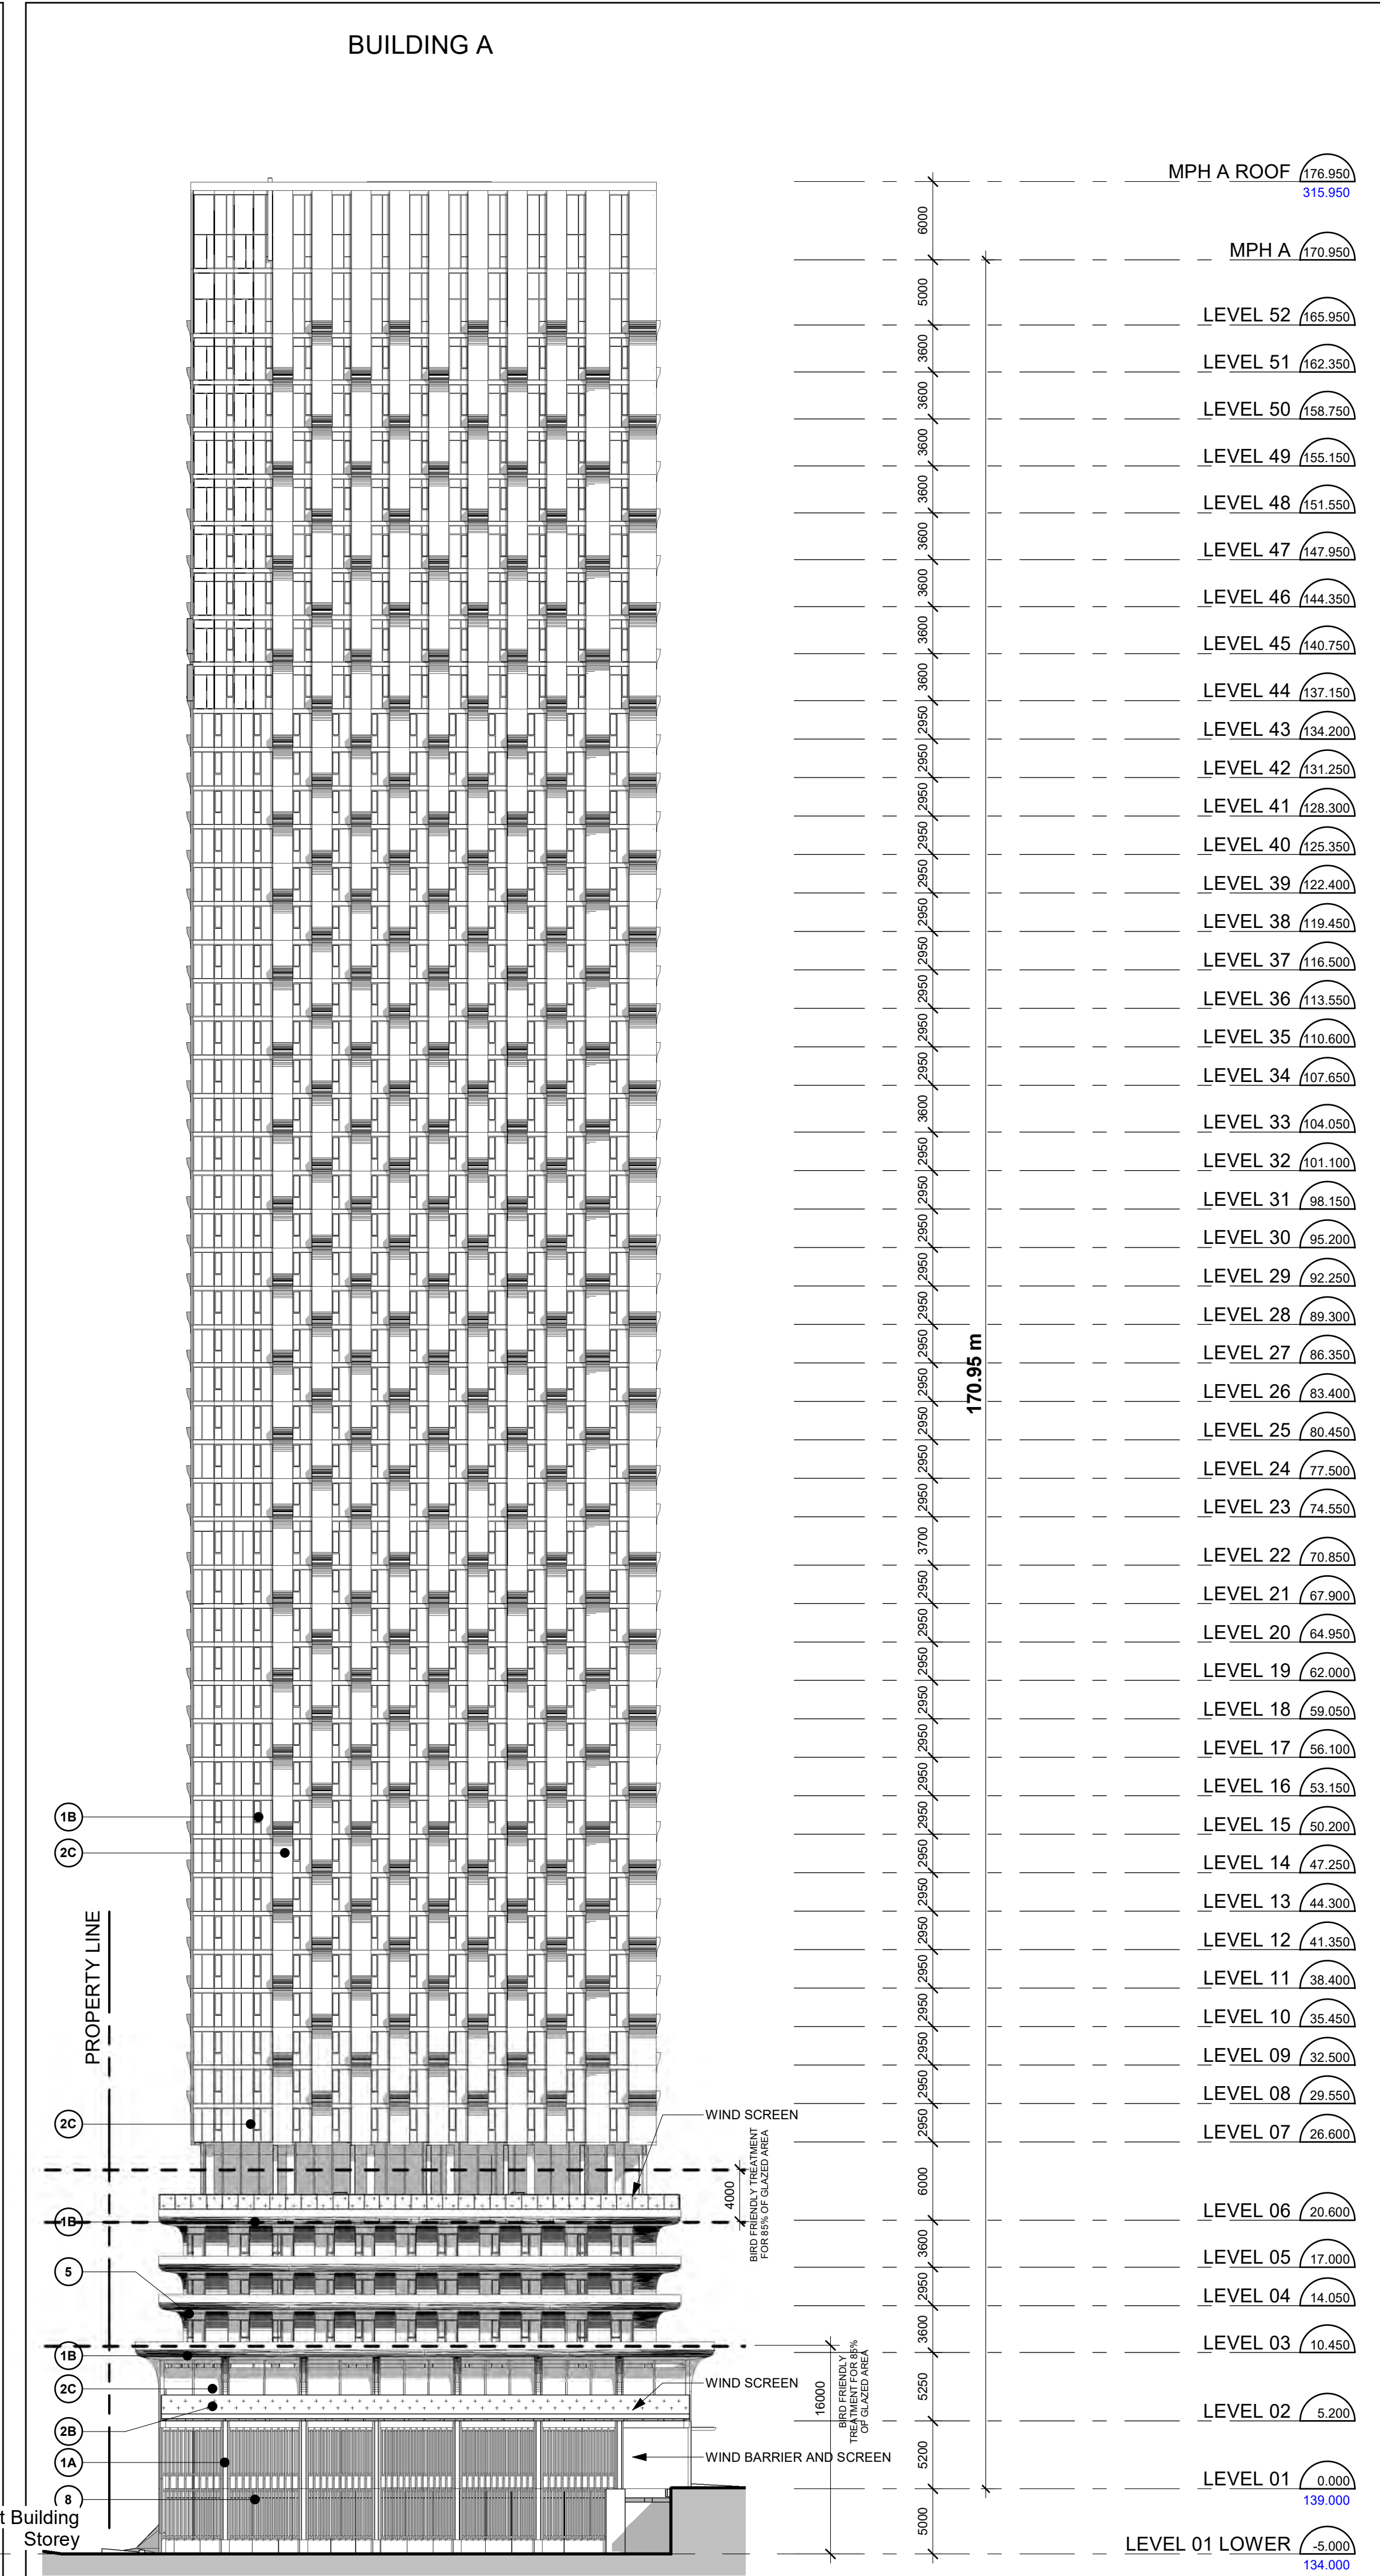 BUILDING A
MPH A ROOF 176.950
315.950
6000
MPH A 170.950
5000
LEVEL 52 165.950
3600
LEVEL 51 162.350
3600
LEVEL 50 158.750
3600
LEVEL 49 155.150
3600
LEVEL 48 151.550
3600
LEVEL 47 147.950
3600
LEVEL 46 144.350
3600
LEVEL 45 140.750
3600
LEVEL 44 137.150
2950
LEVEL 43 134.200
2950
LEVEL 42 131.250
2950
LEVEL 41 128.300
2950
LEVEL 40 125.350
2950
LEVEL 39 122.400
2950
LEVEL 38 119.450
2950
LEVEL 37 116.500
2950
LEVEL 36 113.550
2950
LEVEL 35 110.600
2950
LEVEL 34 107.650
3600
LEVEL 33 104.050
2950
LEVEL 32 101.100
2950
LEVEL 31 98.150
2950
LEVEL 30 95.200
2950
LEVEL 29 92.250
2950
LEVEL 28 89.300
2950
LEVEL 27 86.350
170.95 m
2950
LEVEL 26 83.400
2950
LEVEL 25 80.450
2950
LEVEL 24 77.500
2950
LEVEL 23 74.550
3700
LEVEL 22 70.850
2950
LEVEL 21 67.900
2950
LEVEL 20 64.950
2950
LEVEL 19 62.000
2950
LEVEL 18 59.050
2950
LEVEL 17 56.100
2950
LEVEL 16 53.150
1B
2950
LEVEL 15 50.200
2C
2950
LEVEL 14 47.250
2950
LEVEL 13 44.300
PROPERTY LINE
2950
LEVEL 12 41.350
2950
LEVEL 11 38.400
2950
LEVEL 10 35.450
2950
LEVEL 09 32.500
2950
LEVEL 08 29.550
2C
WIND SCREEN
2950
LEVEL 07 26.600
4000
BIRD FRIENDLY TREATMENT
FOR 85% OF GLAZED AREA
6000
LEVEL 06 20.600
1B
3600
LEVEL 05 17.000
5
2950
LEVEL 04 14.050
3600
LEVEL 03 10.450
1B
2C
WIND SCREEN
16000
BIRD FRIENDLY
TREATMENT FOR 85%
OF GLAZED AREA
5250
LEVEL 02 5.200
2B
1A
WIND BARRIER AND SCREEN
5200
LEVEL 01 0.000
139.000
8
t Building
Storey
5000
LEVEL 01 LOWER -5.000
134.000